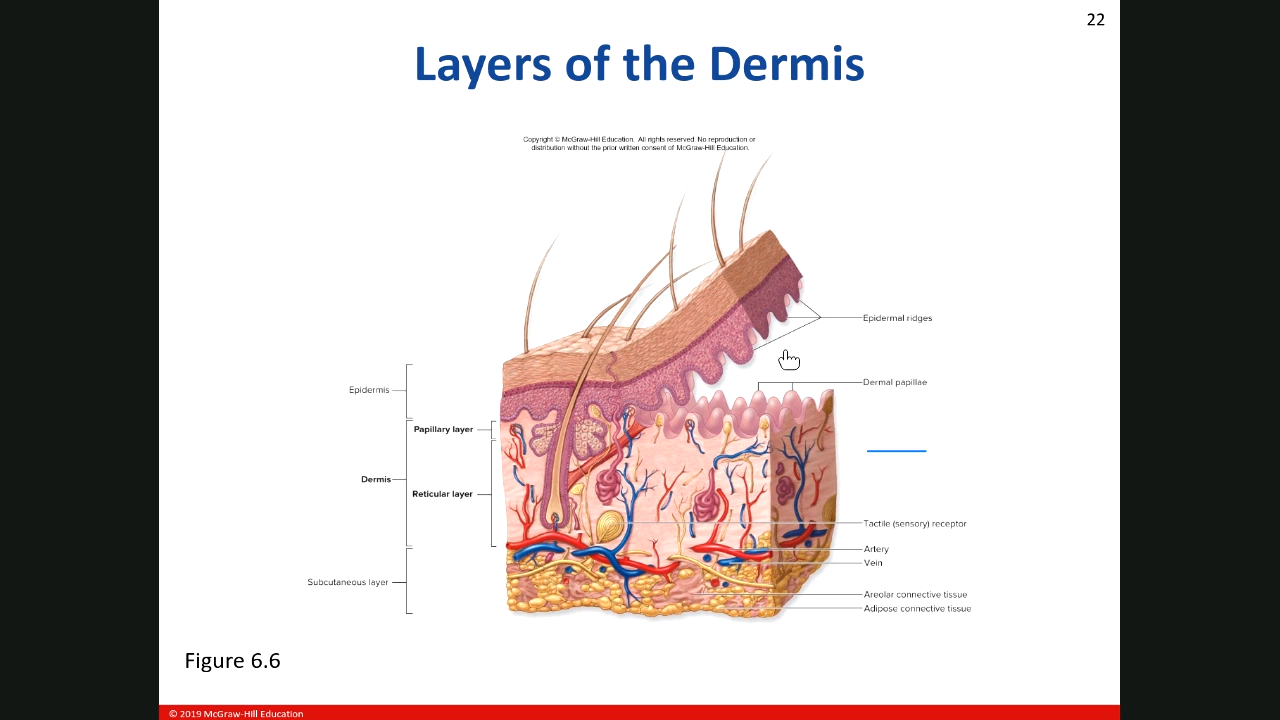 22
Layers of the Dermis
Copyright © McGraw-Hill Education. All rights reserved. No reproduction or
distribution without the prior written consent of McGraw-Hill Education.
Epidermal ridges
Dermal papillae
Epidermis
Papillary layer
Dermis
Reticular layer
Tactile (sensory) receptor
Artery
Vein
Subcutaneous layer
Areolar connective tissue
Adipose connective tissue
Figure 6.6
© 2019 McGraw-Hill Education